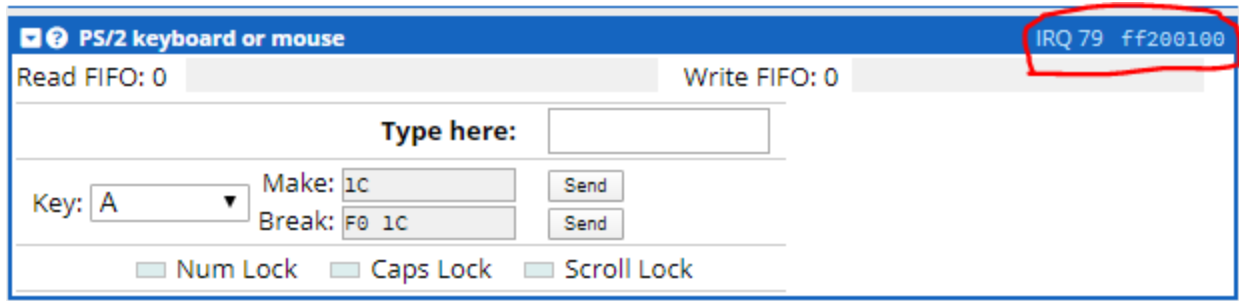 PS/2 keyboard or mouse IRQ 79 ff200100
Read FIFO: 0 Write FIFO: 0
Type here:
Key: A Make: 1C Send
Break: F0 1C Send
Num Lock Caps Lock Scroll Lock